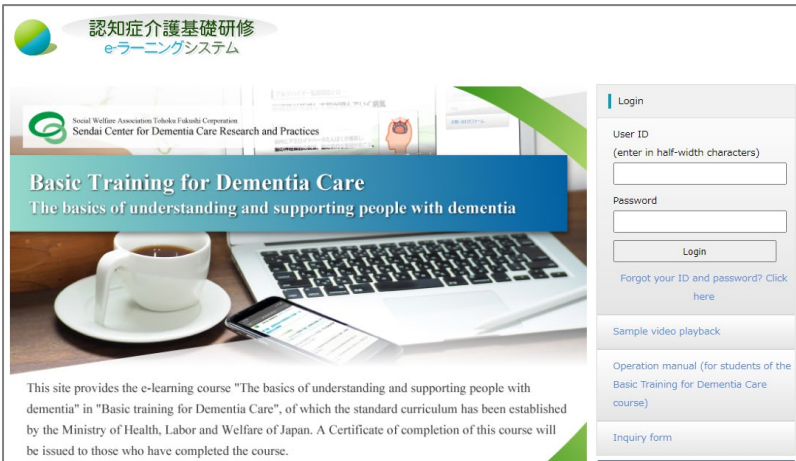 認知症介護基礎研修
e-ラーニングシステム
Social Welfare Association Tohoku Fukushi Corporation
Sendai Center for Dementia Care Research and Practices
Basic Training for Dementia Care
The basics of understanding and supporting people with dementia
This site provides the e-learning course "The basics of understanding and supporting people with
dementia" in "Basic training for Dementia Care", of which the standard curriculum has been established
by the Ministry of Health, Labor and Welfare of Japan. A Certificate of completion of this course will
be issued to those who have completed the course.
Login
User ID
(enter in half-width characters)
Password
Login
Forgot your ID and password? Click
here
Sample video playback
Operation manual (for students of the
Basic Training for Dementia Care
course)
Inquiry form